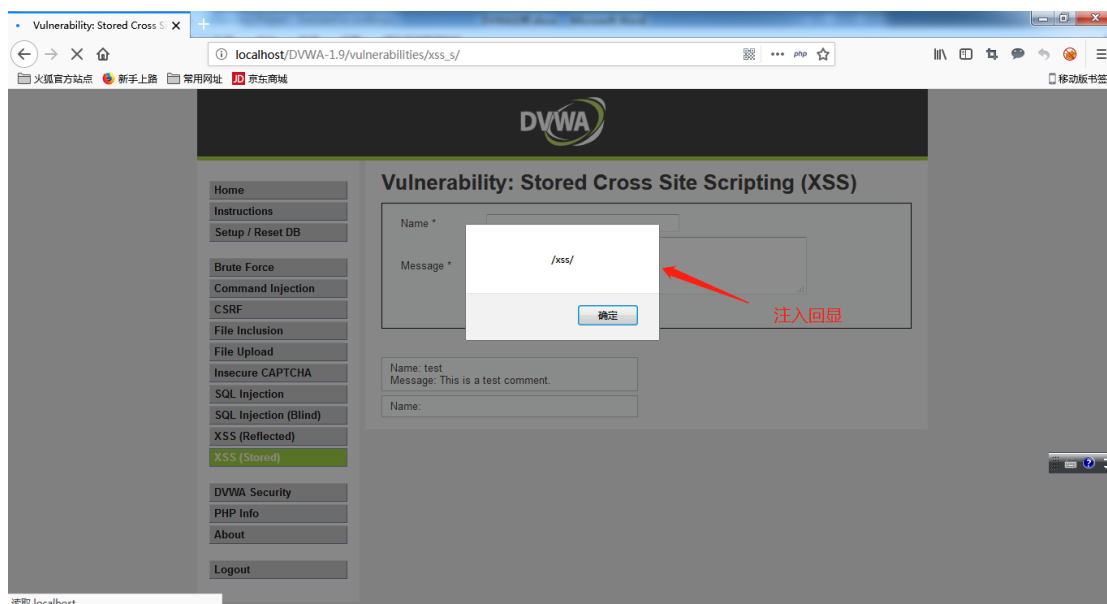 Vulnerability: Stored Cross S
localhost/DVWA-1.9/vulnerabilities/xss_s/
php
火狐官方站点 新手上路 常用网址 JD 京东商城 移动版书签
DVWA
Vulnerability: Stored Cross Site Scripting (XSS)
Home
Instructions
Setup / Reset DB
Brute Force
Command Injection
CSRF
File Inclusion
File Upload
Insecure CAPTCHA
SQL Injection
SQL Injection (Blind)
XSS (Reflected)
XSS (Stored)
DVWA Security
PHP Info
About
Logout
Name *
Message *
/xss/
确定
注入回显
Name: test
Message: This is a test comment.
Name:
读取 localhost